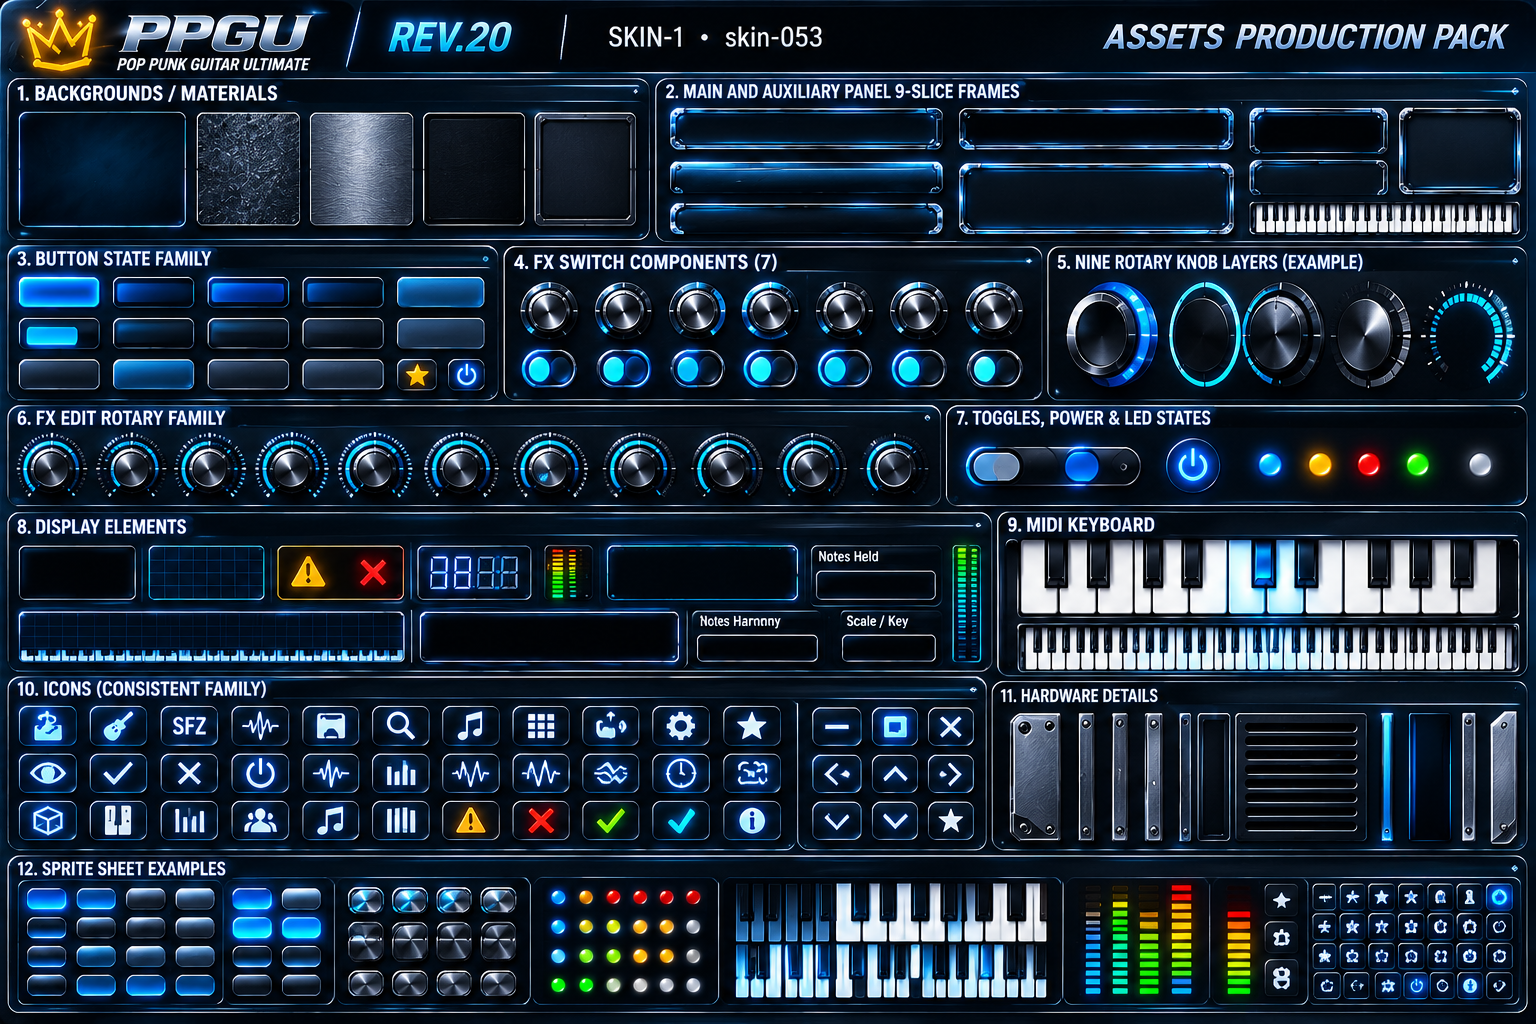 PPGU
POP PUNK GUITAR ULTIMATE
REV.20
SKIN-1 • skin-053
ASSETS PRODUCTION PACK
1. BACKGROUNDS / MATERIALS
2. MAIN AND AUXILIARY PANEL 9-SLICE FRAMES
3. BUTTON STATE FAMILY
4. FX SWITCH COMPONENTS (7)
5. NINE ROTARY KNOB LAYERS (EXAMPLE)
6. FX EDIT ROTARY FAMILY
7. TOGGLES, POWER & LED STATES
8. DISPLAY ELEMENTS
Notes Held
Notes Harnony
Scale / Key
9. MIDI KEYBOARD
10. ICONS (CONSISTENT FAMILY)
SFZ
11. HARDWARE DETAILS
12. SPRITE SHEET EXAMPLES